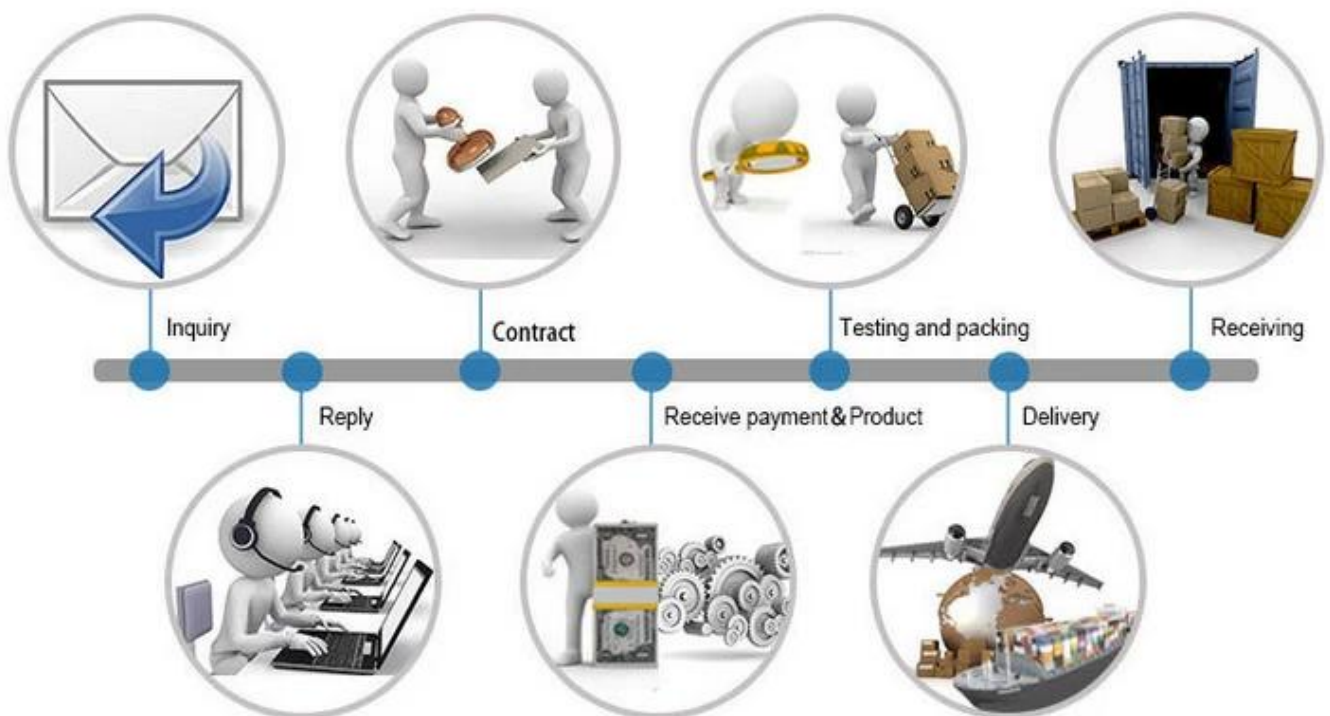 Inquiry
Contract
Testing and packing
Receiving
Reply
Receive payment&Product
Delivery